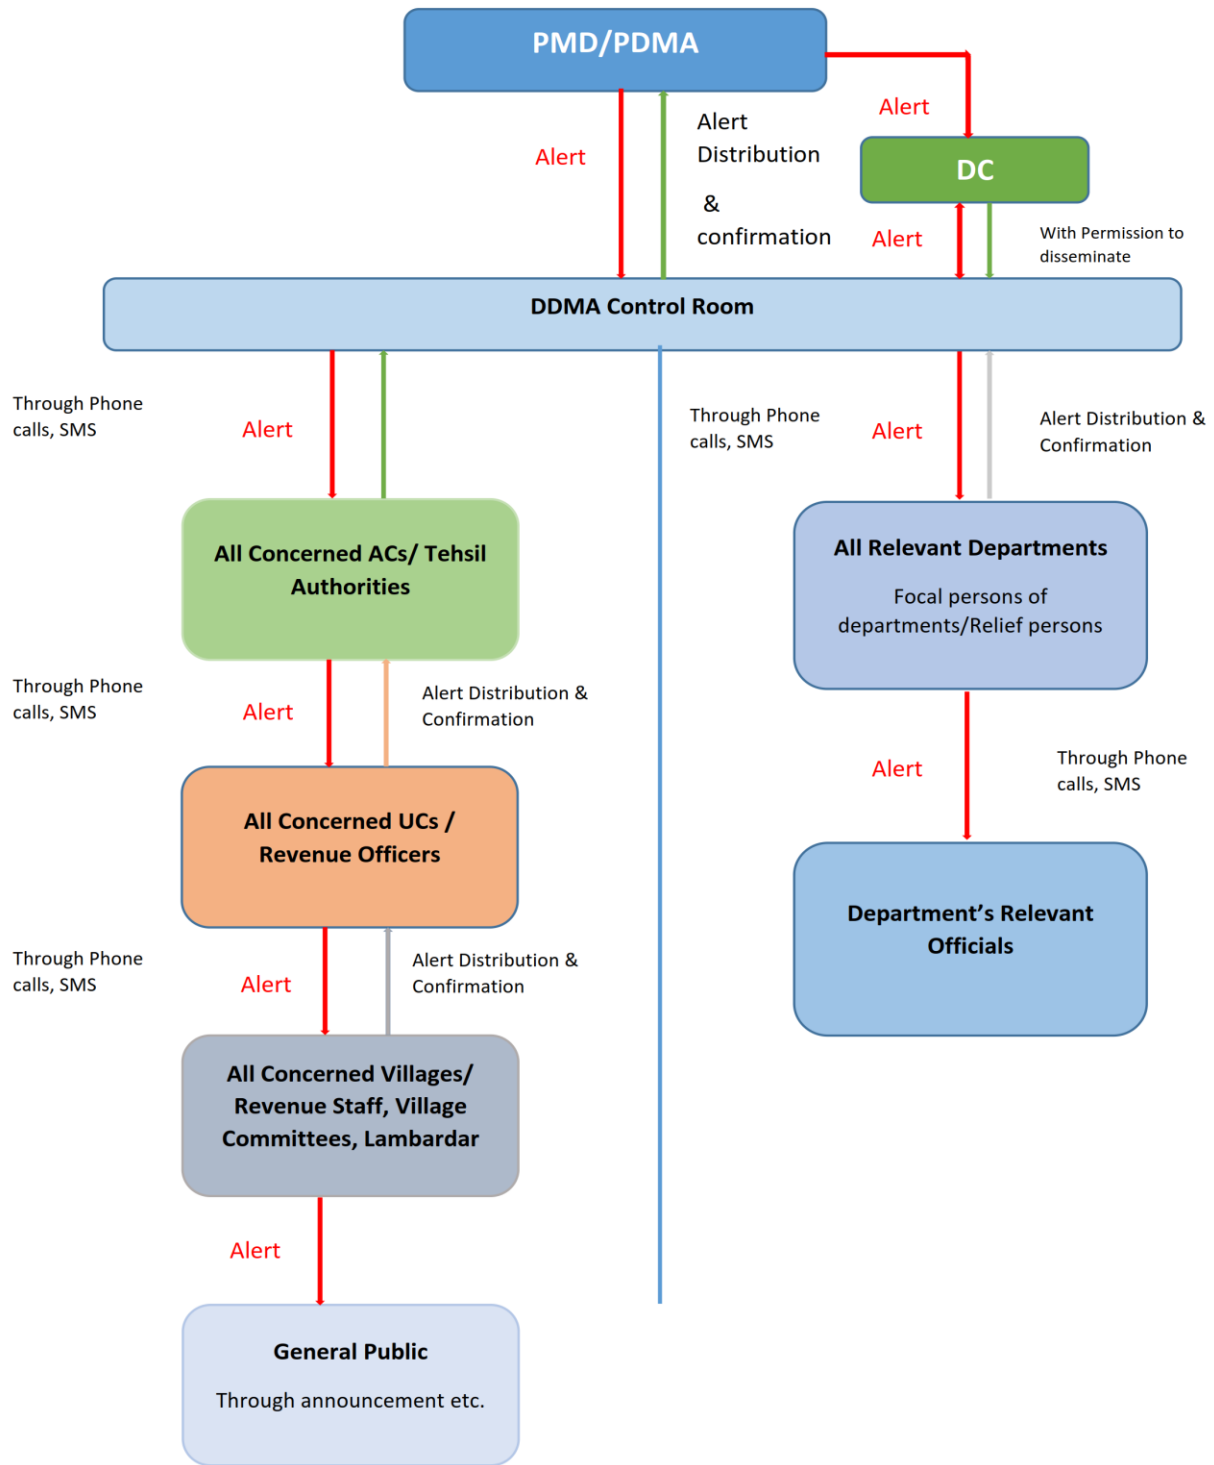 PMD/PDMA
Alert
Alert
Distribution
&
confirmation
Alert
DC
Alert
With Permission to
disseminate
DDMA Control Room
Through Phone
calls, SMS
Alert
Through Phone
calls, SMS
Alert
Alert Distribution &
Confirmation
All Concerned ACs/ Tehsil
Authorities
All Relevant Departments
Focal persons of
departments/Relief persons
Through Phone
calls, SMS
Alert
Alert Distribution &
Confirmation
Alert
Through Phone
calls, SMS
All Concerned UCs /
Revenue Officers
Department’s Relevant
Officials
Through Phone
calls, SMS
Alert
Alert Distribution &
Confirmation
All Concerned Villages/
Revenue Staff, Village
Committees, Lambardar
Alert
General Public
Through announcement etc.